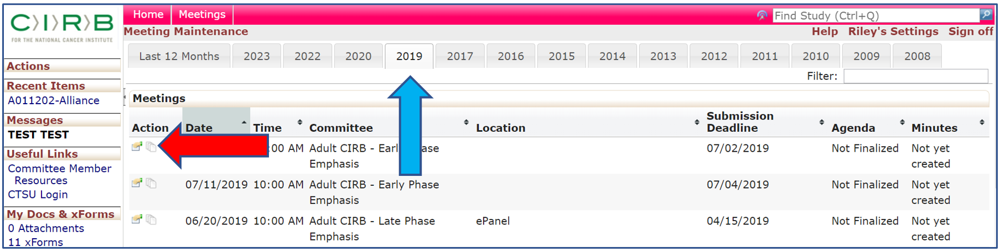 C I R B
FOR THE NATIONAL CANCER INSTITUTE
Home Meetings
Find Study (Ctrl+Q)
Meeting Maintenance
Help Riley's Settings Sign off
Last 12 Months 2023 2022 2020 2019 2017 2016 2015 2014 2013 2012 2011 2010 2009 2008
Filter:
Actions
Recent Items
A011202-Alliance
Messages
TEST TEST
Useful Links
Committee Member
Resources
CTSU Login
My Docs & xForms
0 Attachments
11 xForms
Meetings
Action Date Time Committee Location Submission Deadline Agenda Minutes
:00 AM Adult CIRB - Early Phase 07/02/2019 Not Finalized Not yet
Emphasis created
07/11/2019 10:00 AM Adult CIRB - Early Phase 07/04/2019 Not Finalized Not yet
Emphasis created
06/20/2019 10:00 AM Adult CIRB - Late Phase ePanel 04/15/2019 Not Finalized Not yet
Emphasis created